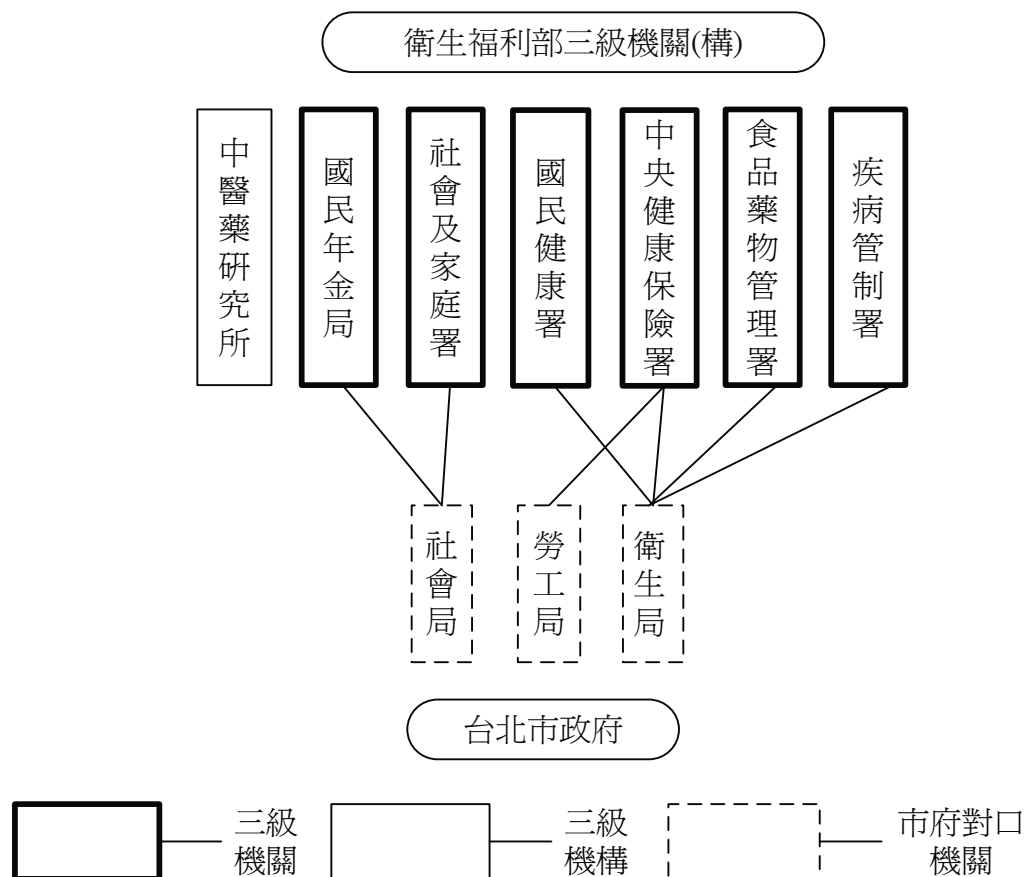 衛生福利部三級機關(構)
中醫藥研究所
國民年金局
社會及家庭署
國民健康署
中央健康保險署
食品藥物管理署
疾病管制署
社會局
勞工局
衛生局
台北市政府
三級
機關
三級
機構
市府對口
機關